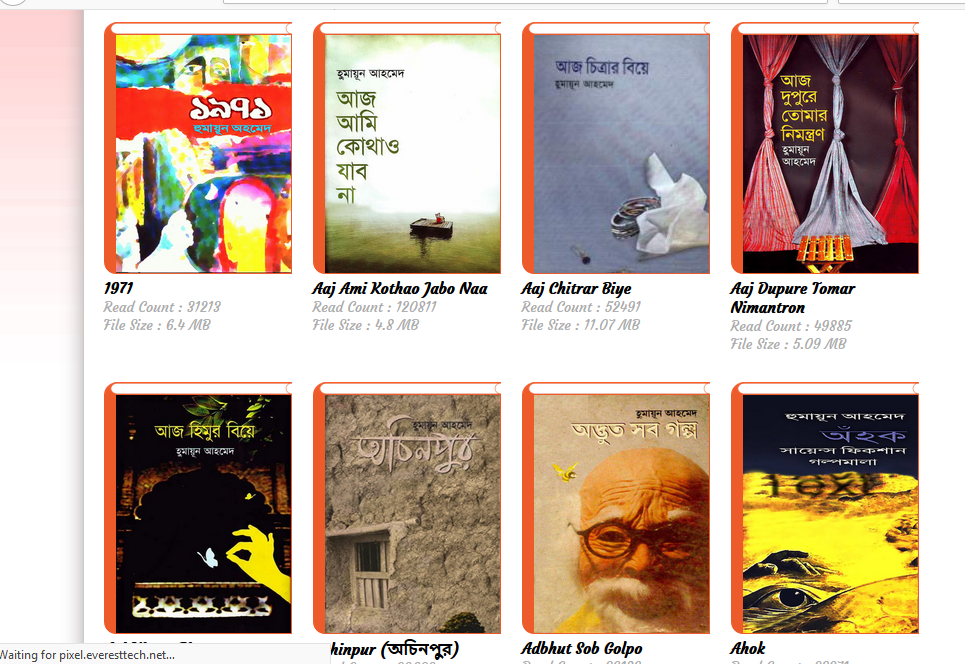 ১৯৭১
হুমায়ূন আহমেদ
1971
Read Count : 31213
File Size : 6.4 MB
হুমায়ূন আহমেদ
আজ
আমি
কোথাও
যাব
না
Aaj Ami Kothao Jabo Naa
Read Count : 120811
File Size : 4.8 MB
আজ চিত্রার বিয়ে
হুমায়ূন আহমেদ
Aaj Chitrar Biye
Read Count : 52491
File Size : 11.07 MB
আজ
দুপুরে
তোমার
নিমন্ত্রণ
হুমায়ূন
আহমেদ
Aaj Dupure Tomar
Nimantron
Read Count : 49885
File Size : 5.09 MB
আজ হিমুর বিয়ে
হুমায়ূন আহমেদ
হুমায়ূন আহমেদ
অচিনপুর
hinpur (অচিনপুর)
হুমায়ূন আহমেদ
অদ্ভুত সব গল্প
Adbhut Sob Golpo
হুমায়ূন আহমেদ
অঁহক
সায়েন্স ফিকশান
গল্পমালা
Text
Ahok
Waiting for pixel.everesttech.net...